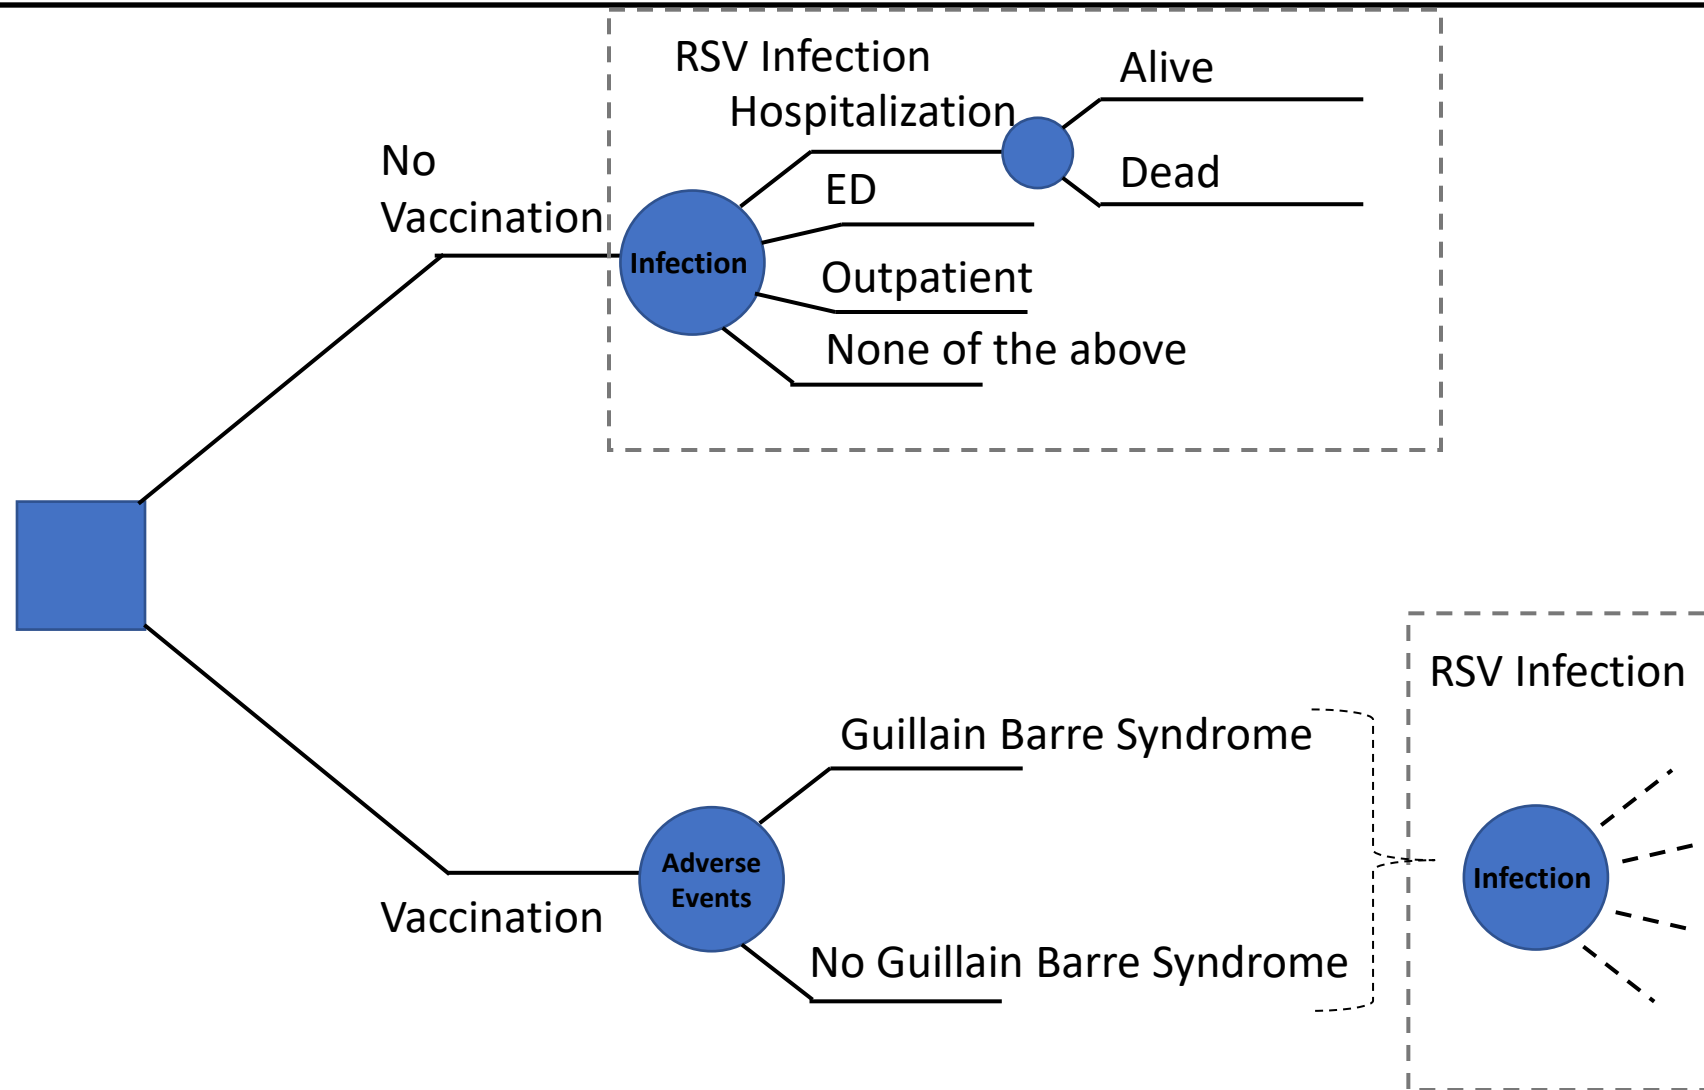 RSV Infection
Hospitalization
Alive
Dead
No
Vaccination
ED
Infection
Outpatient
None of the above
RSV Infection
Guillain Barre Syndrome
Adverse
Events
Infection
Vaccination
No Guillain Barre Syndrome